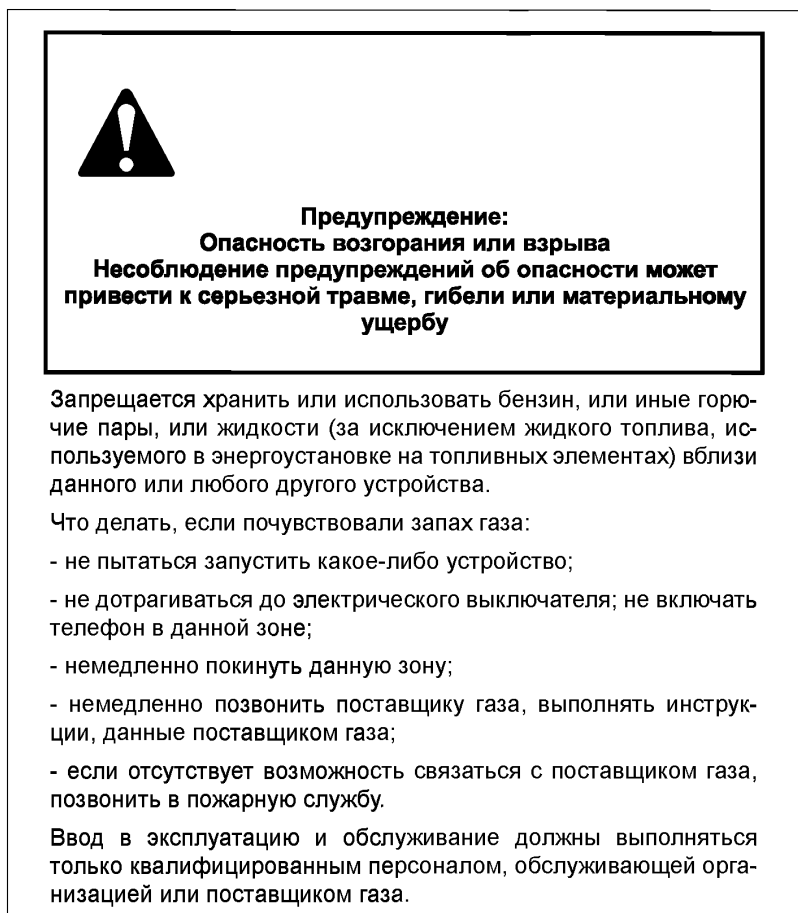 Предупреждение:
Опасность возгорания или взрыва
Несоблюдение предупреждений об опасности может
привести к серьезной травме, гибели или материальному
ущербу
Запрещается хранить или использовать бензин, или иные горю-
чие пары, или жидкости (за исключением жидкого топлива, ис-
пользуемого в энергоустановке на топливных элементах) вблизи
данного или любого другого устройства.
Что делать, если почувствовали запах газа:
- не пытаться запустить какое-либо устройство;
- не дотрагиваться до электрического выключателя; не включать
телефон в данной зоне;
- немедленно покинуть данную зону;
- немедленно позвонить поставщику газа, выполнять инструк-
ции, данные поставщиком газа;
- если отсутствует возможность связаться с поставщиком газа,
позвонить в пожарную службу.
Ввод в эксплуатацию и обслуживание должны выполняться
только квалифицированным персоналом, обслуживающей орга-
низацией или поставщиком газа.